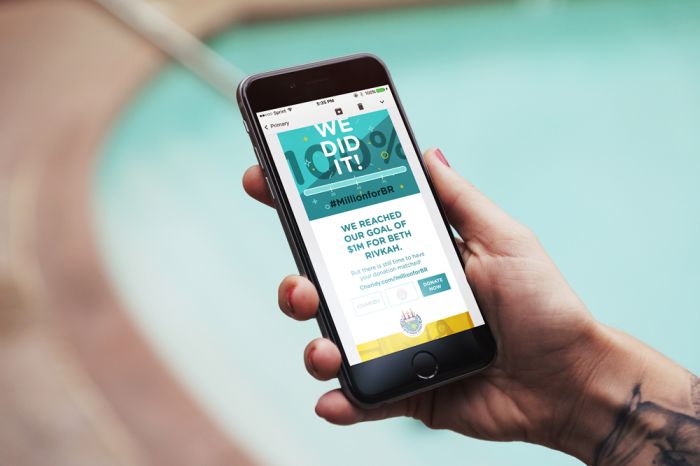 Sprint 5:35 PM 100%
Primary
WE
DID
IT!
100%
#MillionforBR
WE REACHED
OUR GOAL OF
$1M FOR BETH
RIVKAH.
But there is still time to have
your donation matched!
Charidy.com/millionforBR
DONATE
NOW